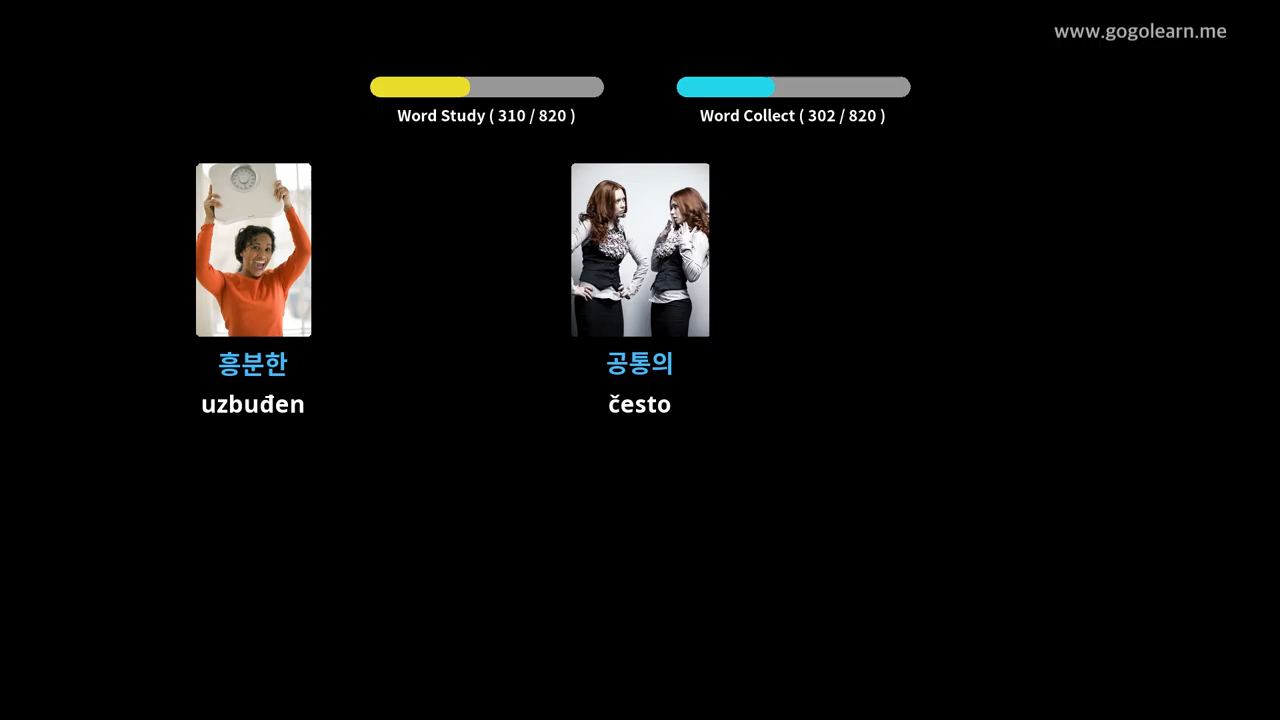 www.gogolearn.me
Word Study ( 310 / 820 )
Word Collect ( 302 / 820 )
흥분한
공통의
uzbuđen
često